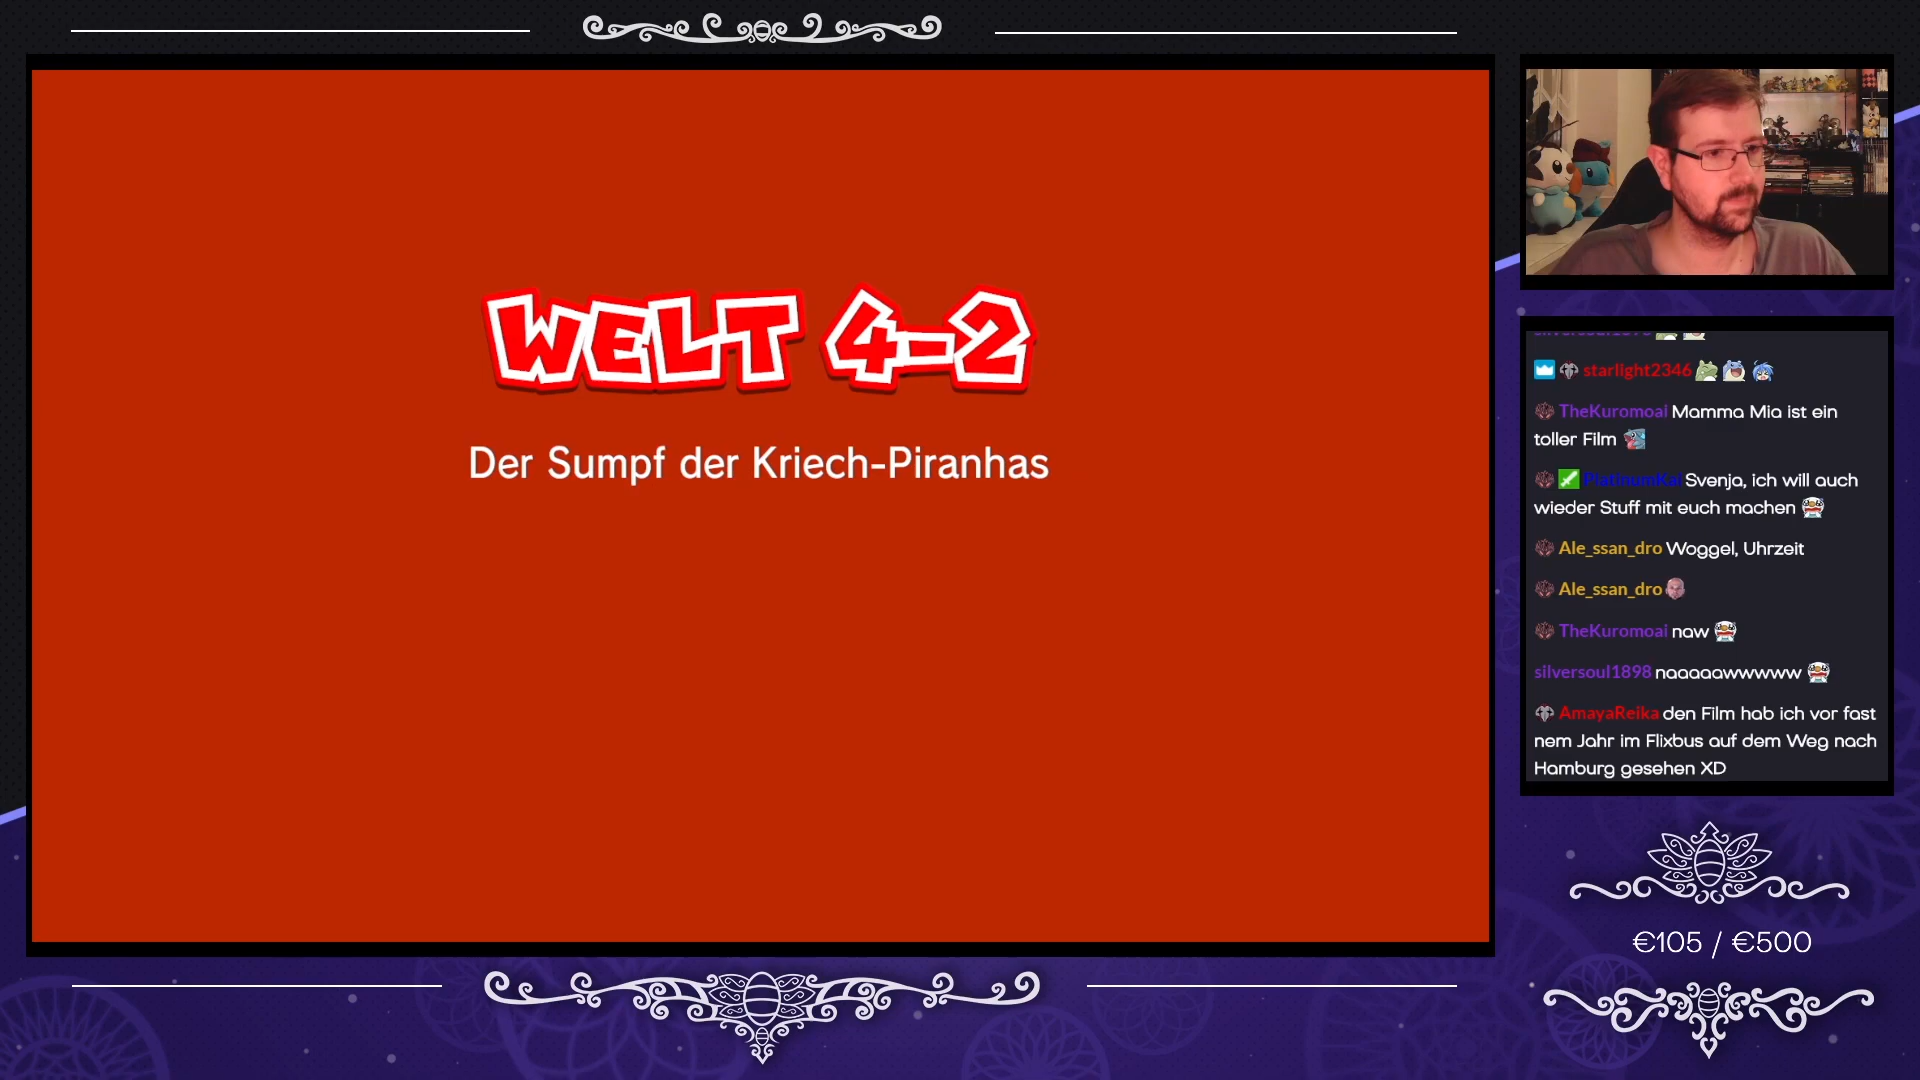 WELT 4-2
Der Sumpf der Kriech-Piranhas
starlight2346
TheKuromoai Mamma Mia ist ein
toller Film
PlatinumKai Svenja, ich will auch
wieder Stuff mit euch machen
Ale_ssan_dro Woggel, Uhrzeit
Ale_ssan_dro
TheKuromoai naw
silversoul1898 naaaaawwwww
AmayaReika den Film hab ich vor fast
nem Jahr im Flixbus auf dem Weg nach
Hamburg gesehen XD
€105 / €500